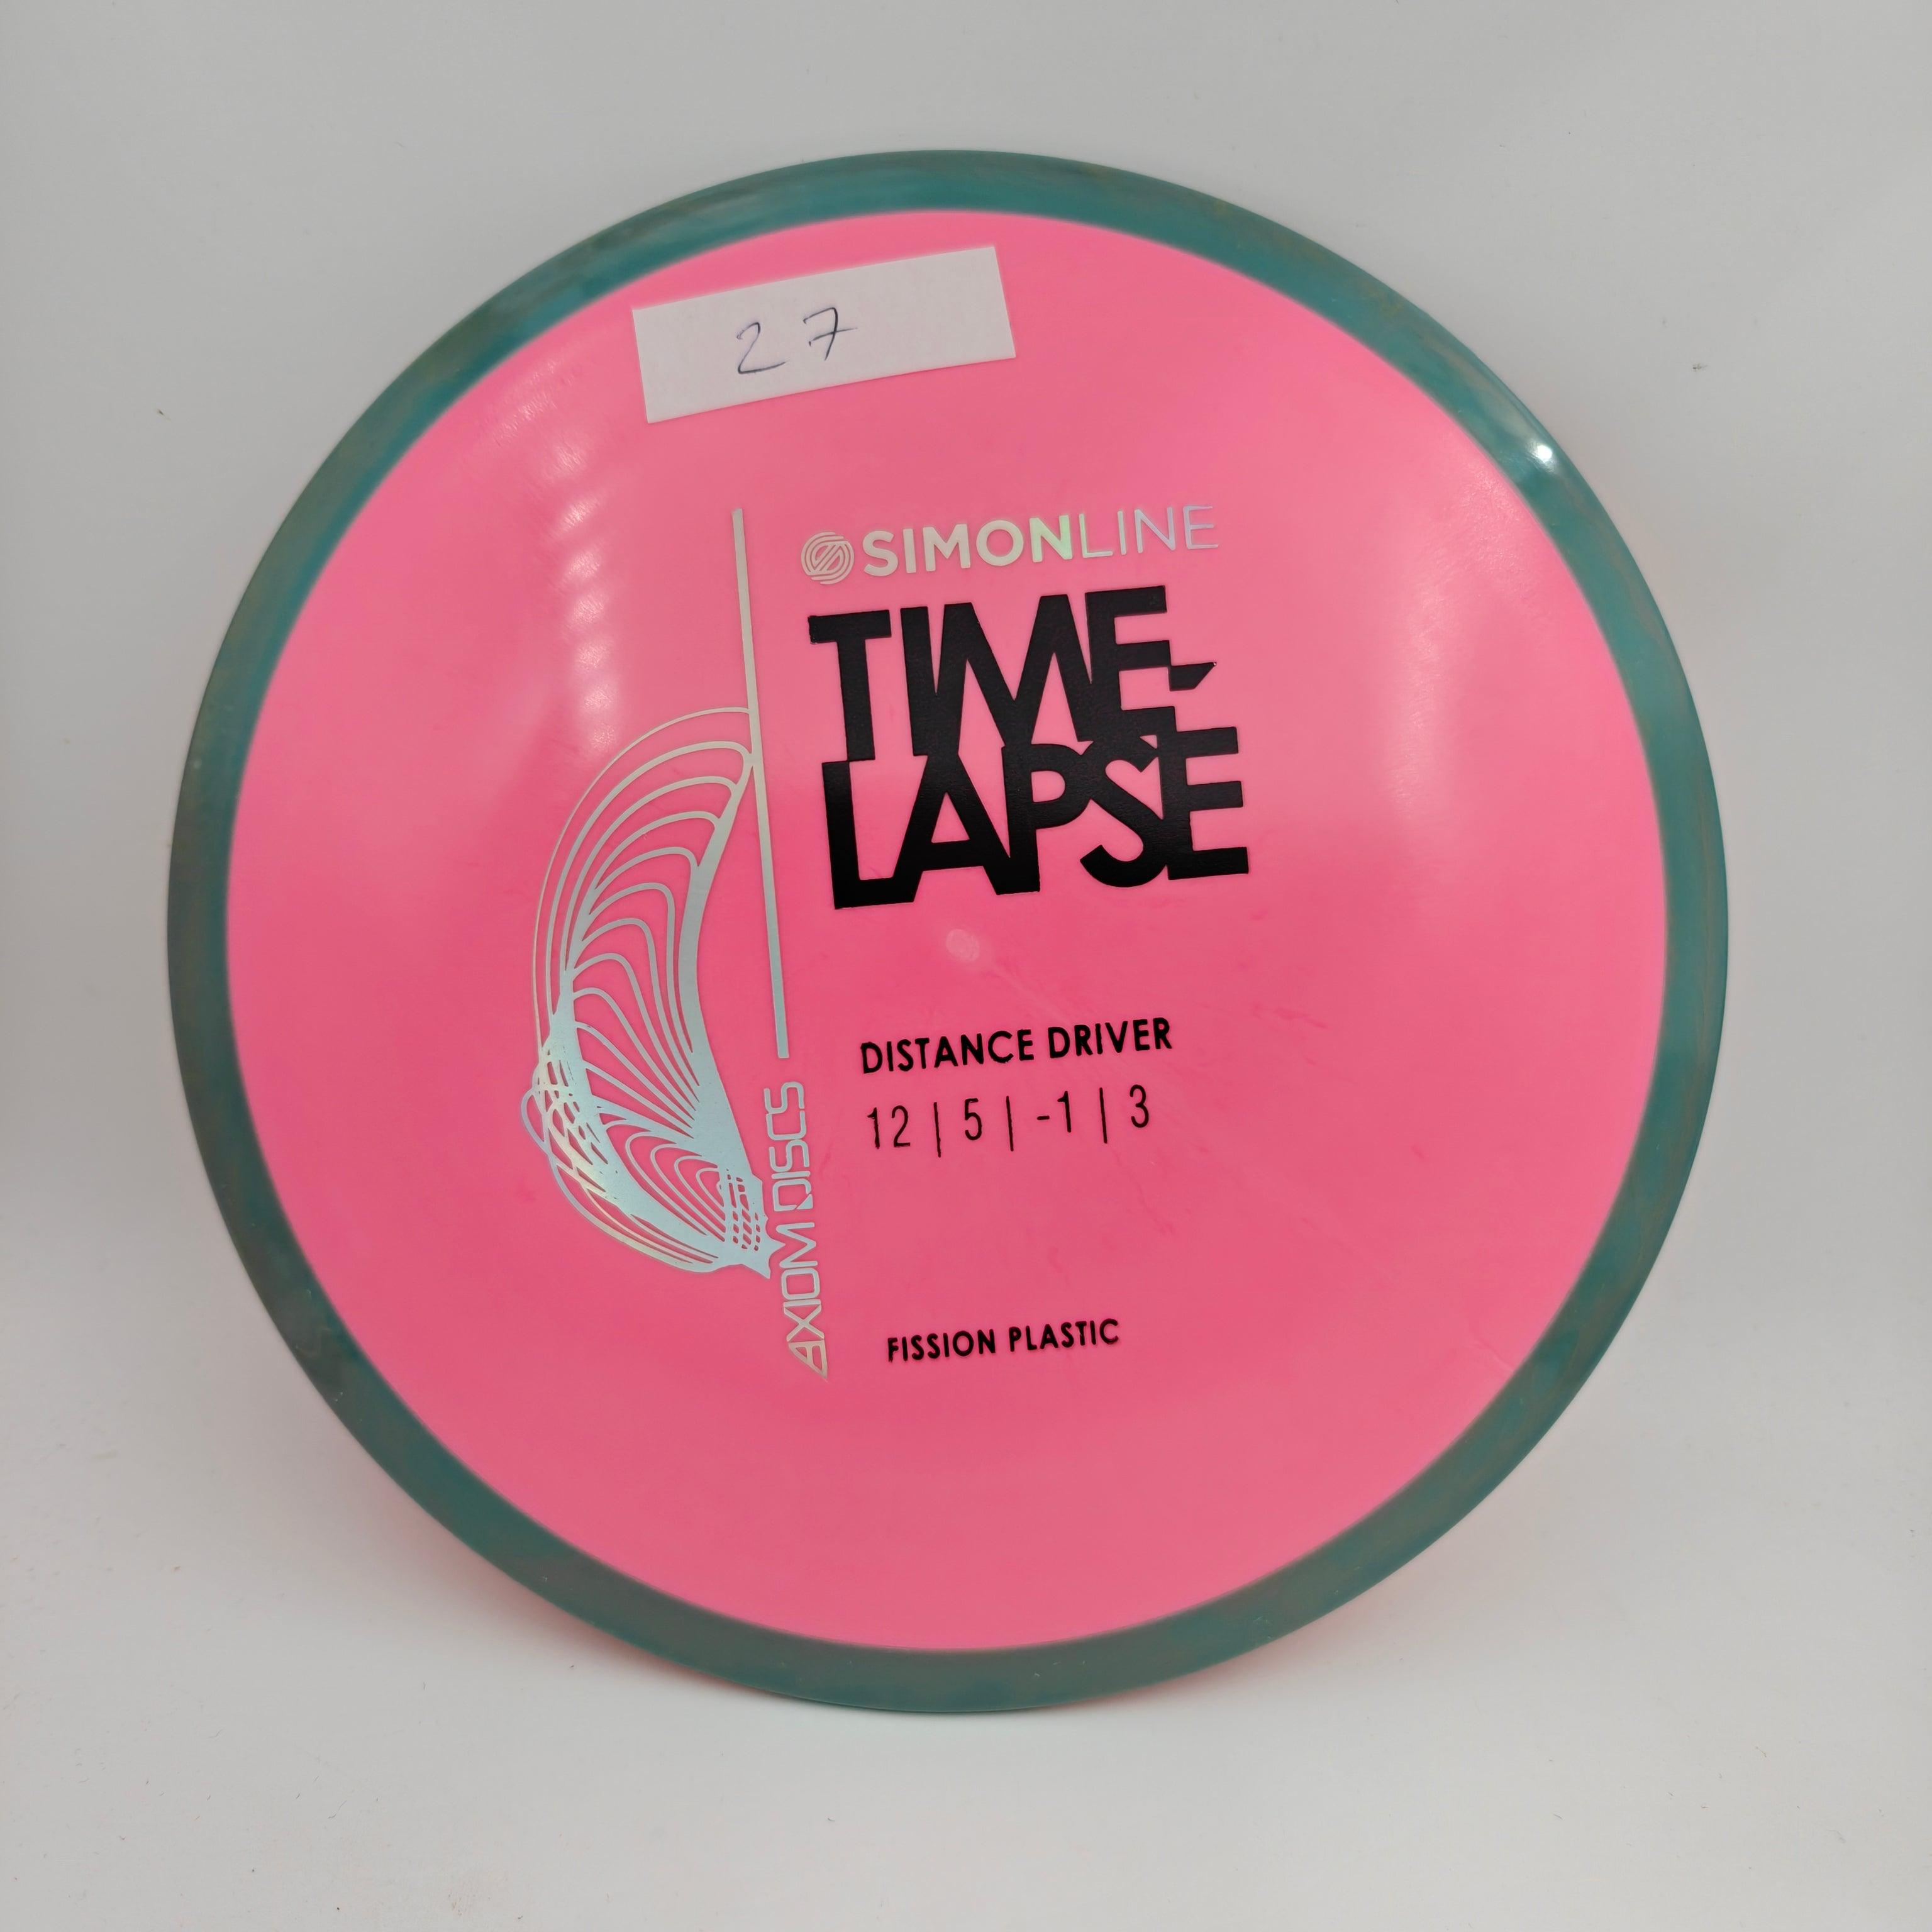 27
SIMONLINE
TIME-
LAPSE
DISTANCE DRIVER
12 | 5 | -1 | 3
AXIOM DISCS
FISSION PLASTIC